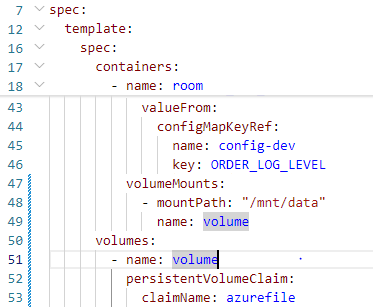 7 spec:
12 template:
16 spec:
17 containers:
18 - name: room
43 valueFrom:
44 configMapKeyRef:
45 name: config-dev
46 key: ORDER_LOG_LEVEL
47 volumeMounts:
48 - mountPath: "/mnt/data"
49 name: volume
50 volumes:
51 - name: volume
52 persistentVolumeClaim:
53 claimName: azurefile